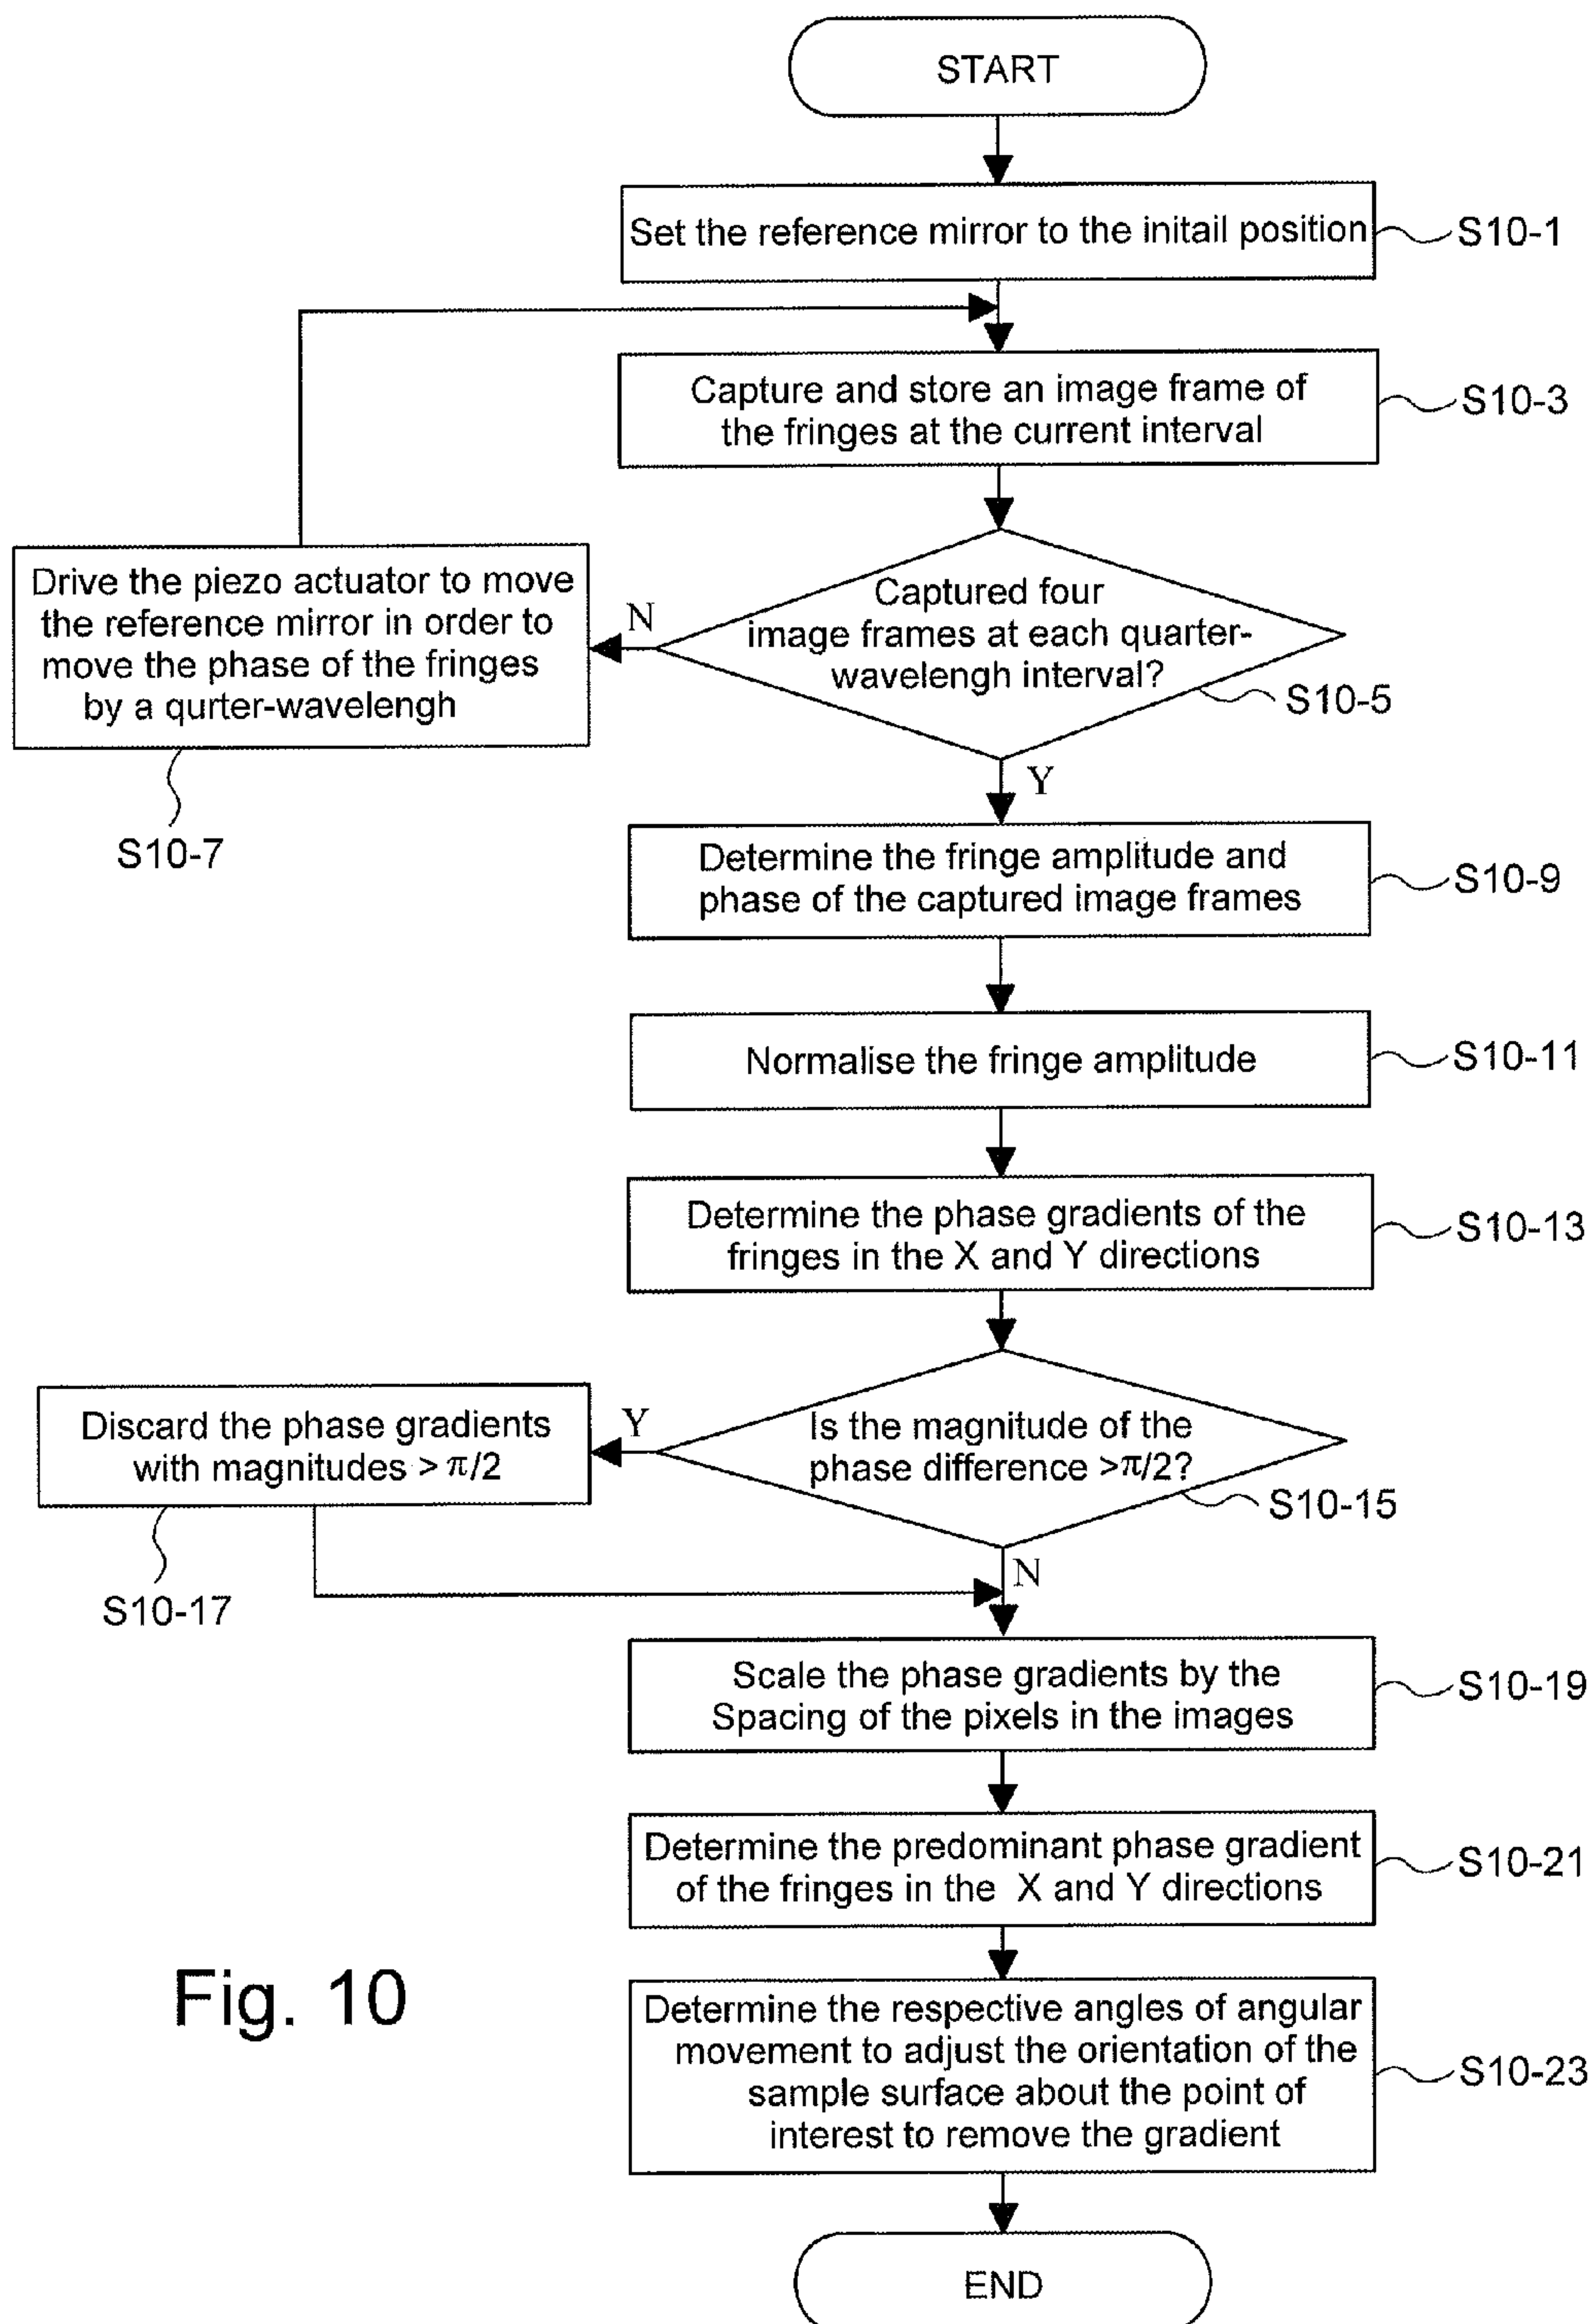 START
Set the reference mirror to the initail position
S10-1
Capture and store an image frame of
the fringes at the current interval
S10-3
Captured four
image frames at each quarter-
wavelengh interval?
S10-5
N
Drive the piezo actuator to move
the reference mirror in order to
move the phase of the fringes
by a qurter-wavelengh
S10-7
Y
Determine the fringe amplitude and
phase of the captured image frames
S10-9
Normalise the fringe amplitude
S10-11
Determine the phase gradients of the
fringes in the X and Y directions
S10-13
Is the magnitude of the
phase difference >π/2?
S10-15
Y
Discard the phase gradients
with magnitudes > π/2
S10-17
N
Scale the phase gradients by the
Spacing of the pixels in the images
S10-19
Determine the predominant phase gradient
of the fringes in the X and Y directions
S10-21
Determine the respective angles of angular
movement to adjust the orientation of the
sample surface about the point of
interest to remove the gradient
S10-23
END
Fig. 10